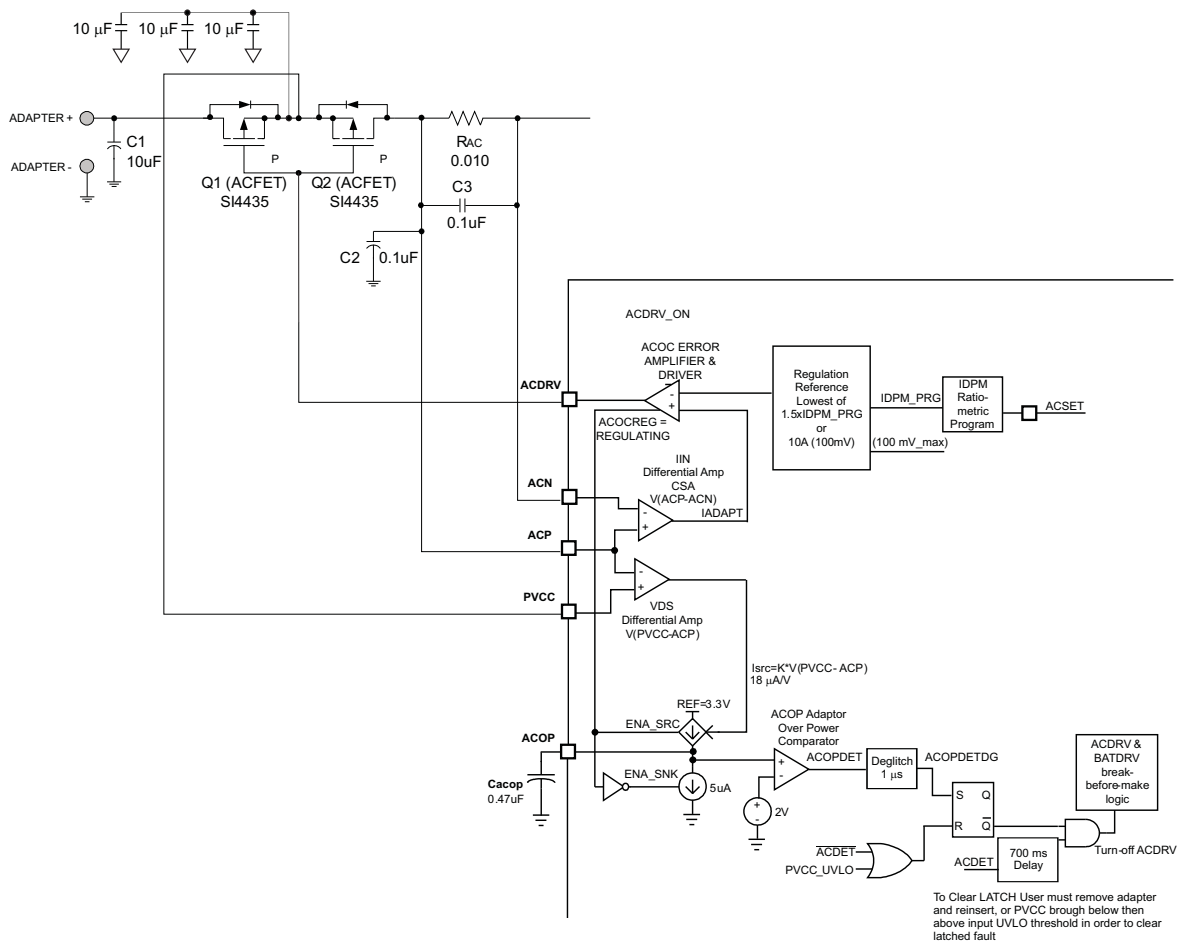 10 µF
10 µF
10 µF
ADAPTER +
ADAPTER -
C1
10uF
P
P
Q1 (ACFET)
SI4435
Q2 (ACFET)
SI4435
RAC
0.010
C3
0.1uF
C2
0.1uF
ACDRV_ON
ACOC ERROR
AMPLIFIER &
DRIVER
-
+
ACDRV
ACOCREG =
REGULATING
Regulation
Reference
Lowest of
1.5xIDPM_PRG
or
10A (100mV)
IDPM_PRG
(100 mV_max)
IDPM
Ratio-
metric
Program
ACSET
IIN
Differential Amp
CSA
V(ACP-ACN)
IADAPT
ACN
-
+
ACP
-
+
PVCC
VDS
Differential Amp
V(PVCC-ACP)
Isrc=K*V(PVCC- ACP)
18 µA/V
REF=3.3V
ENA_SRC
ACOP
ENA_SNK
5uA
Cacop
0.47uF
ACOP Adaptor
Over Power
Comparator
+
-
ACOPDET
+
-
2V
Deglitch
1 µs
ACOPDETDG
S Q
R Q
ACDRV &
BATDRV
break-
before-make
logic
ACDET
PVCC_UVLO
ACDET
700 ms
Delay
Turn-off ACDRV
To Clear LATCH User must remove adapter
and reinsert, or PVCC brough below then
above input UVLO threshold in order to clear
latched fault